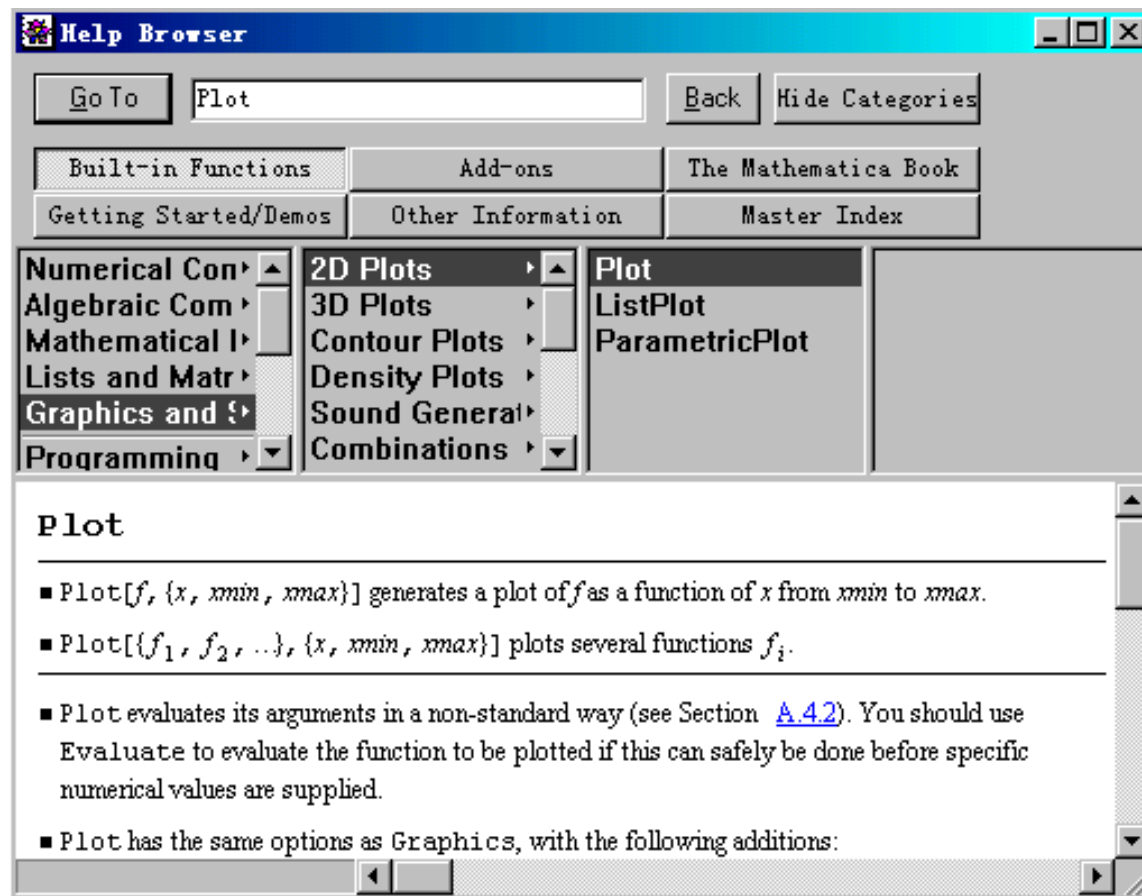 Help Browser
Go To
Plot
Back
Hide Categories
Built-in Functions
Add-ons
The Mathematica Book
Getting Started/Demos
Other Information
Master Index
Numerical Con
Algebraic Com
Mathematical I
Lists and Matr
Graphics and S
Programming
2D Plots
3D Plots
Contour Plots
Density Plots
Sound Generat
Combinations
Plot
ListPlot
ParametricPlot
Plot
■ Plot[f, {x, xmin, xmax}] generates a plot of f as a function of x from xmin to xmax.
■ Plot[{f1, f2, ..}, {x, xmin, xmax}] plots several functions fi.
■ Plot evaluates its arguments in a non-standard way (see Section A.4.2). You should use
Evaluate to evaluate the function to be plotted if this can safely be done before specific
numerical values are supplied.
■ Plot has the same options as Graphics, with the following additions: